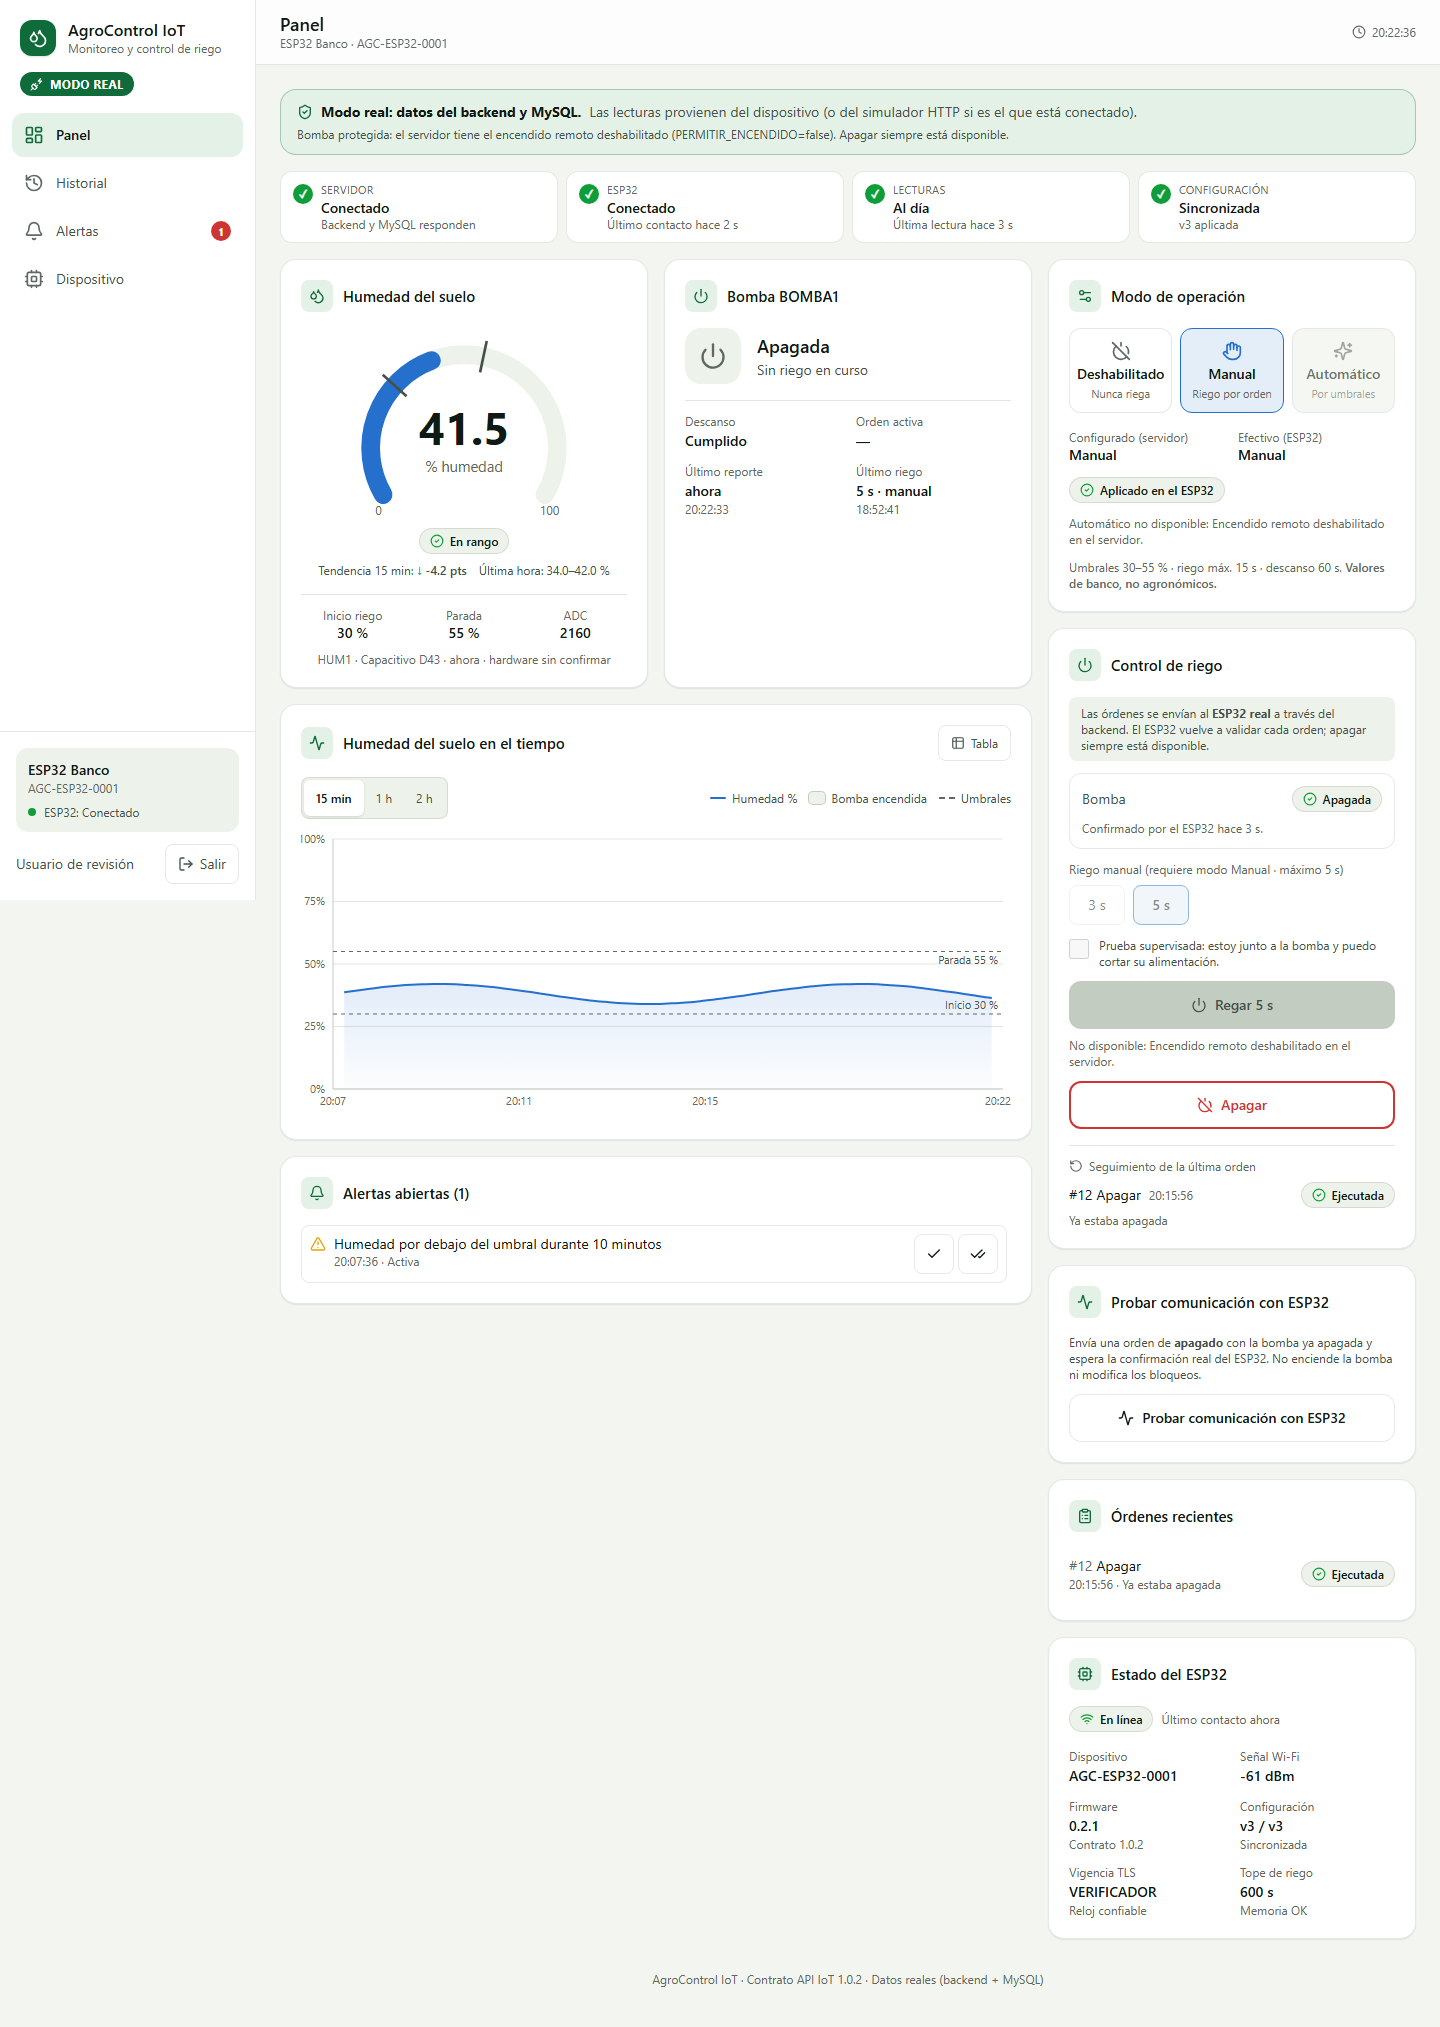 AgroControl IoT
Monitoreo y control de riego
MODO REAL
Panel
Historial
Alertas
1
Dispositivo
ESP32 Banco
AGC-ESP32-0001
ESP32: Conectado
Usuario de revisión
Salir
Panel
ESP32 Banco · AGC-ESP32-0001
20:22:36
Modo real: datos del backend y MySQL. Las lecturas provienen del dispositivo (o del simulador HTTP si es el que está conectado).
Bomba protegida: el servidor tiene el encendido remoto deshabilitado (PERMITIR_ENCENDIDO=false). Apagar siempre está disponible.
SERVIDOR
Conectado
Backend y MySQL responden
ESP32
Conectado
Último contacto hace 2 s
LECTURAS
Al día
Última lectura hace 3 s
CONFIGURACIÓN
Sincronizada
v3 aplicada
Humedad del suelo
41.5
% humedad
0
100
En rango
Tendencia 15 min: ↓ -4.2 pts Última hora: 34.0–42.0 %
Inicio riego
30 %
Parada
55 %
ADC
2160
HUM1 · Capacitivo D43 · ahora · hardware sin confirmar
Bomba BOMBA1
Apagada
Sin riego en curso
Descanso
Cumplido
Orden activa
—
Último reporte
ahora
20:22:33
Último riego
5 s · manual
18:52:41
Humedad del suelo en el tiempo
Tabla
15 min
1 h
2 h
Humedad %
Bomba encendida
Umbrales
100%
75%
50%
25%
0%
Parada 55 %
Inicio 30 %
20:07
20:11
20:15
20:22
Alertas abiertas (1)
Humedad por debajo del umbral durante 10 minutos
20:07:36 · Activa
Modo de operación
Deshabilitado
Nunca riega
Manual
Riego por orden
Automático
Por umbrales
Configurado (servidor)
Manual
Efectivo (ESP32)
Manual
Aplicado en el ESP32
Automático no disponible: Encendido remoto deshabilitado
en el servidor.
Umbrales 30–55 % · riego máx. 15 s · descanso 60 s. Valores
de banco, no agronómicos.
Control de riego
Las órdenes se envían al ESP32 real a través del
backend. El ESP32 vuelve a validar cada orden; apagar
siempre está disponible.
Bomba
Apagada
Confirmado por el ESP32 hace 3 s.
Riego manual (requiere modo Manual · máximo 5 s)
3 s
5 s
Prueba supervisada: estoy junto a la bomba y puedo
cortar su alimentación.
Regar 5 s
No disponible: Encendido remoto deshabilitado en el
servidor.
Apagar
Seguimiento de la última orden
#12 Apagar 20:15:56
Ejecutada
Ya estaba apagada
Probar comunicación con ESP32
Envía una orden de apagado con la bomba ya apagada y
espera la confirmación real del ESP32. No enciende la bomba
ni modifica los bloqueos.
Probar comunicación con ESP32
Órdenes recientes
#12 Apagar
20:15:56 · Ya estaba apagada
Ejecutada
Estado del ESP32
En línea
Último contacto ahora
Dispositivo
AGC-ESP32-0001
Señal Wi-Fi
-61 dBm
Firmware
0.2.1
Contrato 1.0.2
Configuración
v3 / v3
Sincronizada
Vigencia TLS
VERIFICADOR
Reloj confiable
Tope de riego
600 s
Memoria OK
AgroControl IoT · Contrato API IoT 1.0.2 · Datos reales (backend + MySQL)